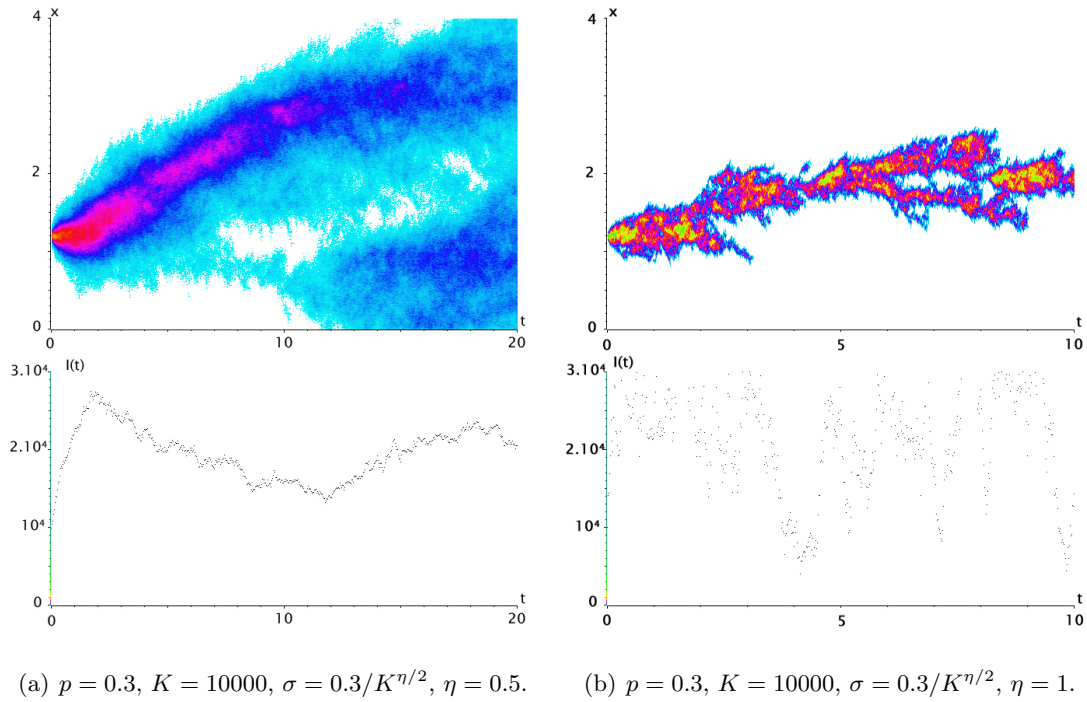 x
4
2
0
0
10
20
t
I(t)
3.10⁴
2.10⁴
10⁴
0
0
10
20
t
(a) p = 0.3, K = 10000, σ = 0.3/K^{η/2}, η = 0.5.
x
4
2
0
0
5
10
t
I(t)
3.10⁴
2.10⁴
10⁴
0
0
5
10
t
(b) p = 0.3, K = 10000, σ = 0.3/K^{η/2}, η = 1.